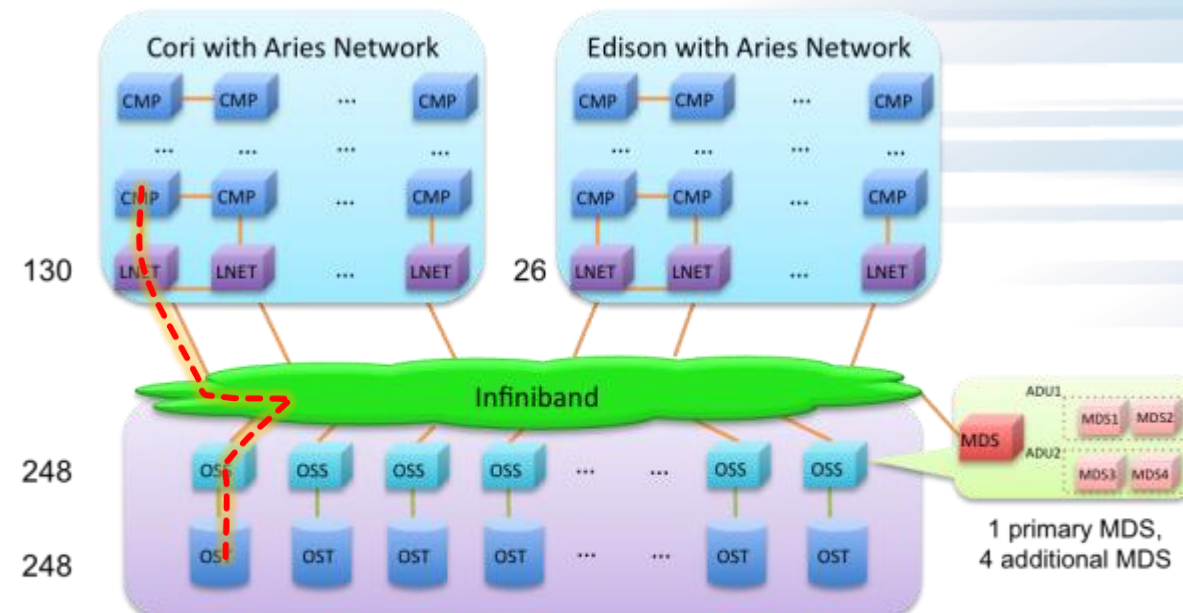 Cori with Aries Network
Edison with Aries Network
CMP CMP ... CMP
CMP CMP ... CMP
... ... ... ...
... ... ... ...
CMP CMP ... CMP
CMP CMP ... CMP
130 LNET LNET ... LNET
26 LNET LNET ... LNET
Infiniband
ADU1
MDS1 MDS2
MDS
ADU2
MDS3 MDS4
1 primary MDS,
4 additional MDS
248 OSS OSS OSS OSS ... ... OSS OSS
248 OST OST OST OST ... ... OST OST